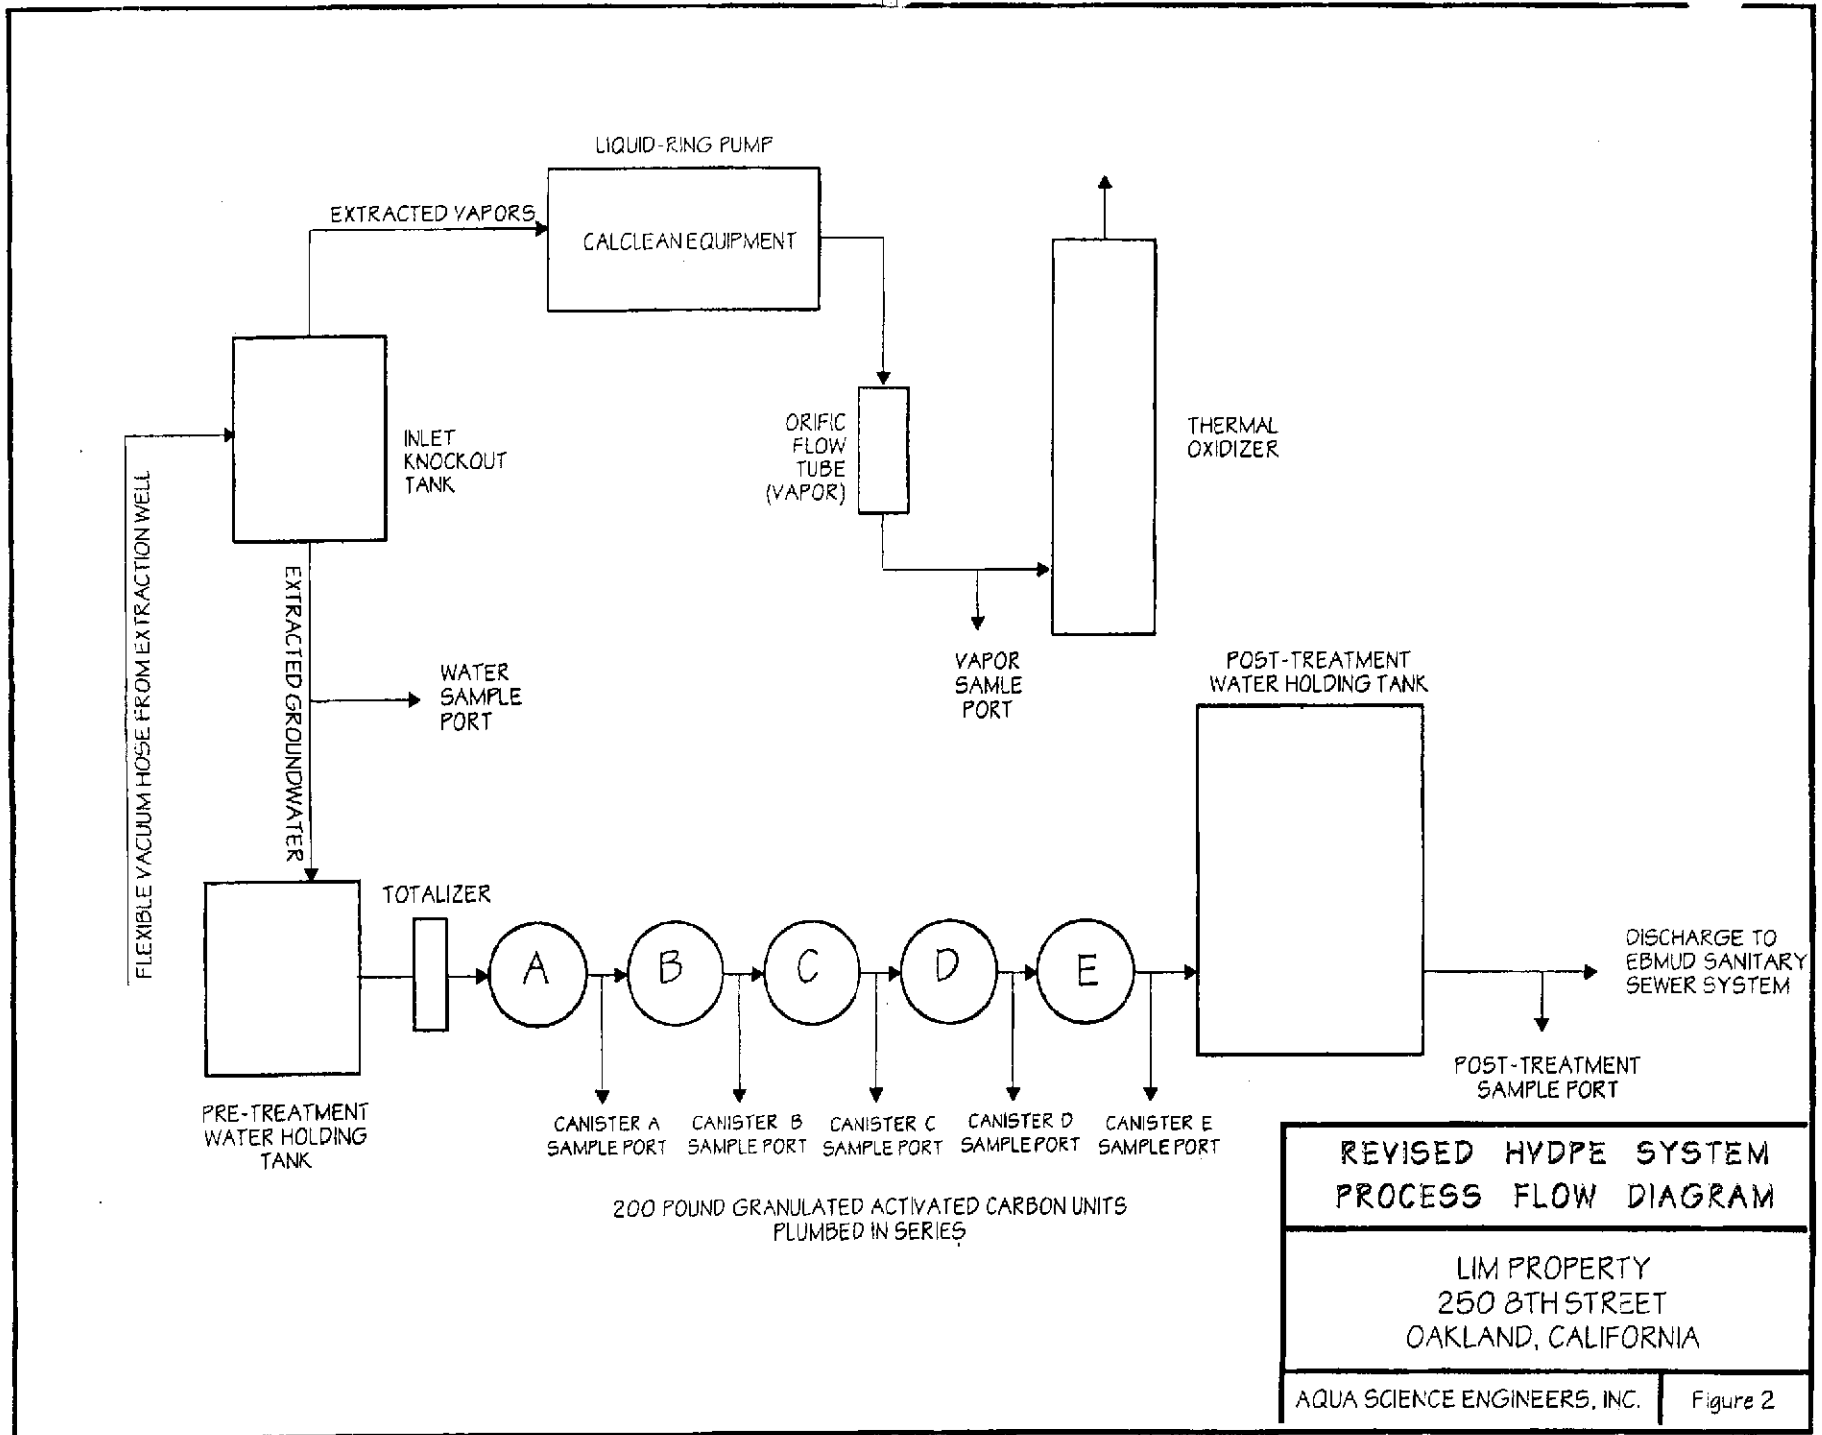 LIQUID-RING PUMP
EXTRACTED VAPORS
CALCLEAN EQUIPMENT
INLET
KNOCKOUT
TANK
ORIFIC
FLOW
TUBE
(VAPOR)
THERMAL
OXIDIZER
FLEXIBLE VACUUM HOSE FROM EXTRACTION WELL
EXTRACTED GROUNDWATER
WATER
SAMPLE
PORT
VAPOR
SAMLE
PORT
POST-TREATMENT
WATER HOLDING TANK
TOTALIZER
A
B
C
D
E
DISCHARGE TO
EBMUD SANITARY
SEWER SYSTEM
POST-TREATMENT
SAMPLE PORT
PRE-TREATMENT
WATER HOLDING
TANK
CANISTER A
SAMPLE PORT
CANISTER B
SAMPLE PORT
CANISTER C
SAMPLE PORT
CANISTER D
SAMPLE PORT
CANISTER E
SAMPLE PORT
200 POUND GRANULATED ACTIVATED CARBON UNITS
PLUMBED IN SERIES
REVISED HVDPE SYSTEM
PROCESS FLOW DIAGRAM
LIM PROPERTY
250 8TH STREET
OAKLAND, CALIFORNIA
AQUA SCIENCE ENGINEERS, INC.
Figure 2